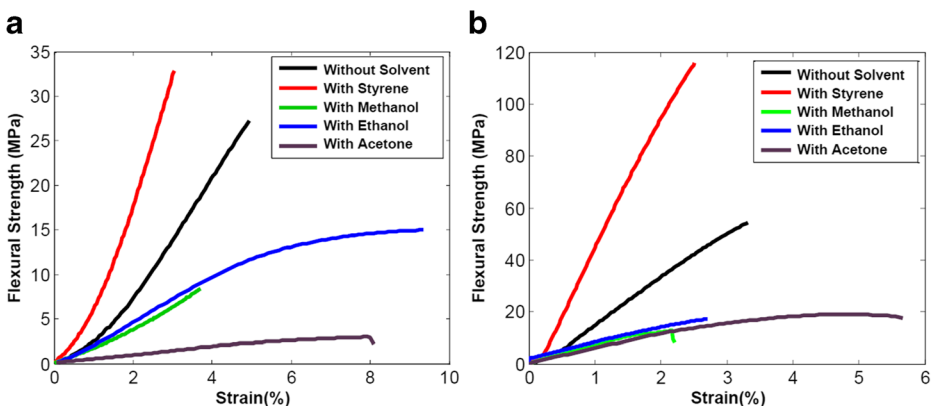 a
35
30
25
20
15
10
5
0
Flexural Strength (MPa)
Without Solvent
With Styrene
With Methanol
With Ethanol
With Acetone
0 2 4 6 8 10
Strain(%)
b
120
100
80
60
40
20
0
Flexural Strength (MPa)
Without Solvent
With Styrene
With Methanol
With Ethanol
With Acetone
0 1 2 3 4 5 6
Strain(%)